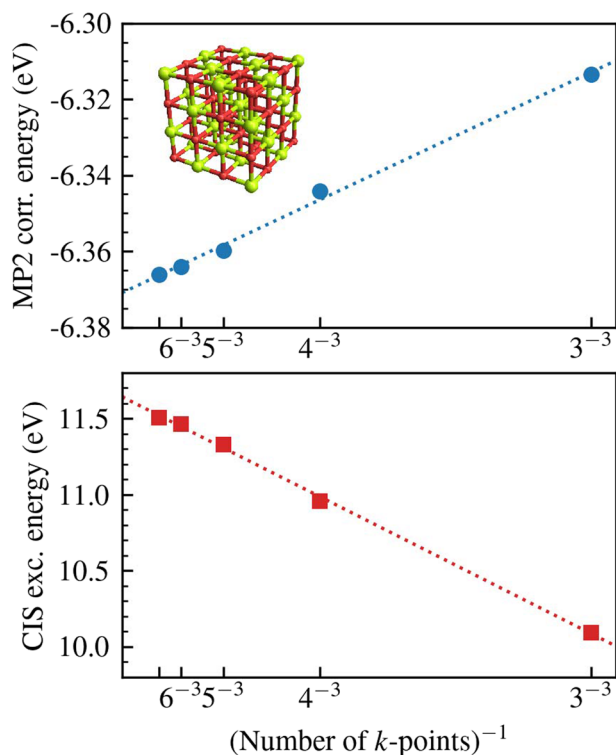 MP2 corr. energy (eV)
-6.30
-6.32
-6.34
-6.36
-6.38
6⁻³ 5⁻³ 4⁻³ 3⁻³
CIS exc. energy (eV)
11.5
11.0
10.5
10.0
6⁻³ 5⁻³ 4⁻³ 3⁻³
(Number of k-points)⁻¹